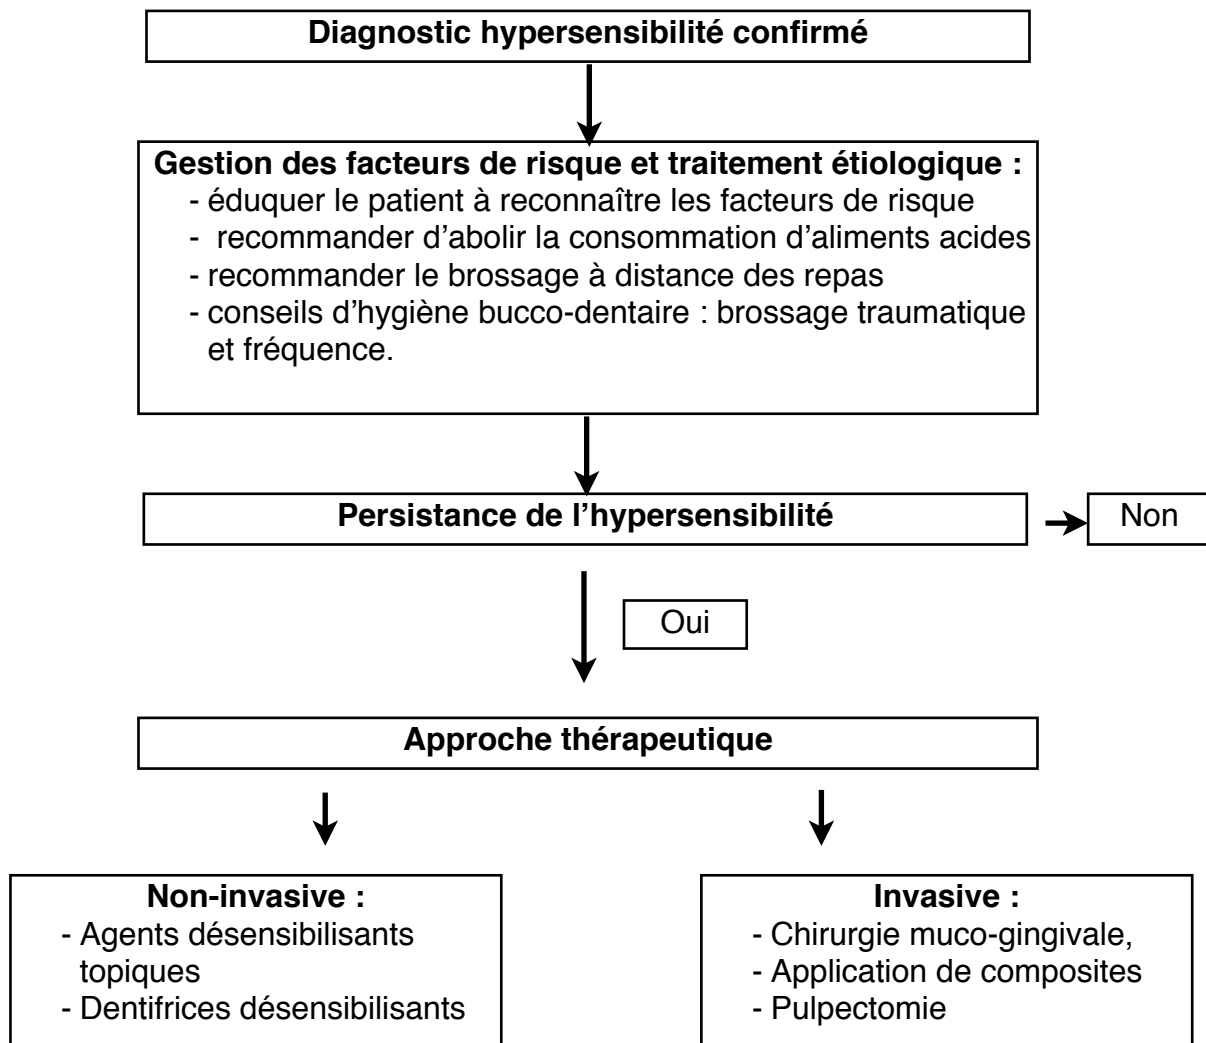 Diagnostic hypersensibilité confirmé
Gestion des facteurs de risque et traitement étiologique :
- éduquer le patient à reconnaître les facteurs de risque
- recommander d’abolir la consommation d’aliments acides
- recommander le brossage à distance des repas
- conseils d’hygiène bucco-dentaire : brossage traumatique
et fréquence.
Persistance de l’hypersensibilité
Non
Oui
Approche thérapeutique
Non-invasive :
- Agents désensibilisants
topiques
- Dentifrices désensibilisants
Invasive :
- Chirurgie muco-gingivale,
- Application de composites
- Pulpectomie